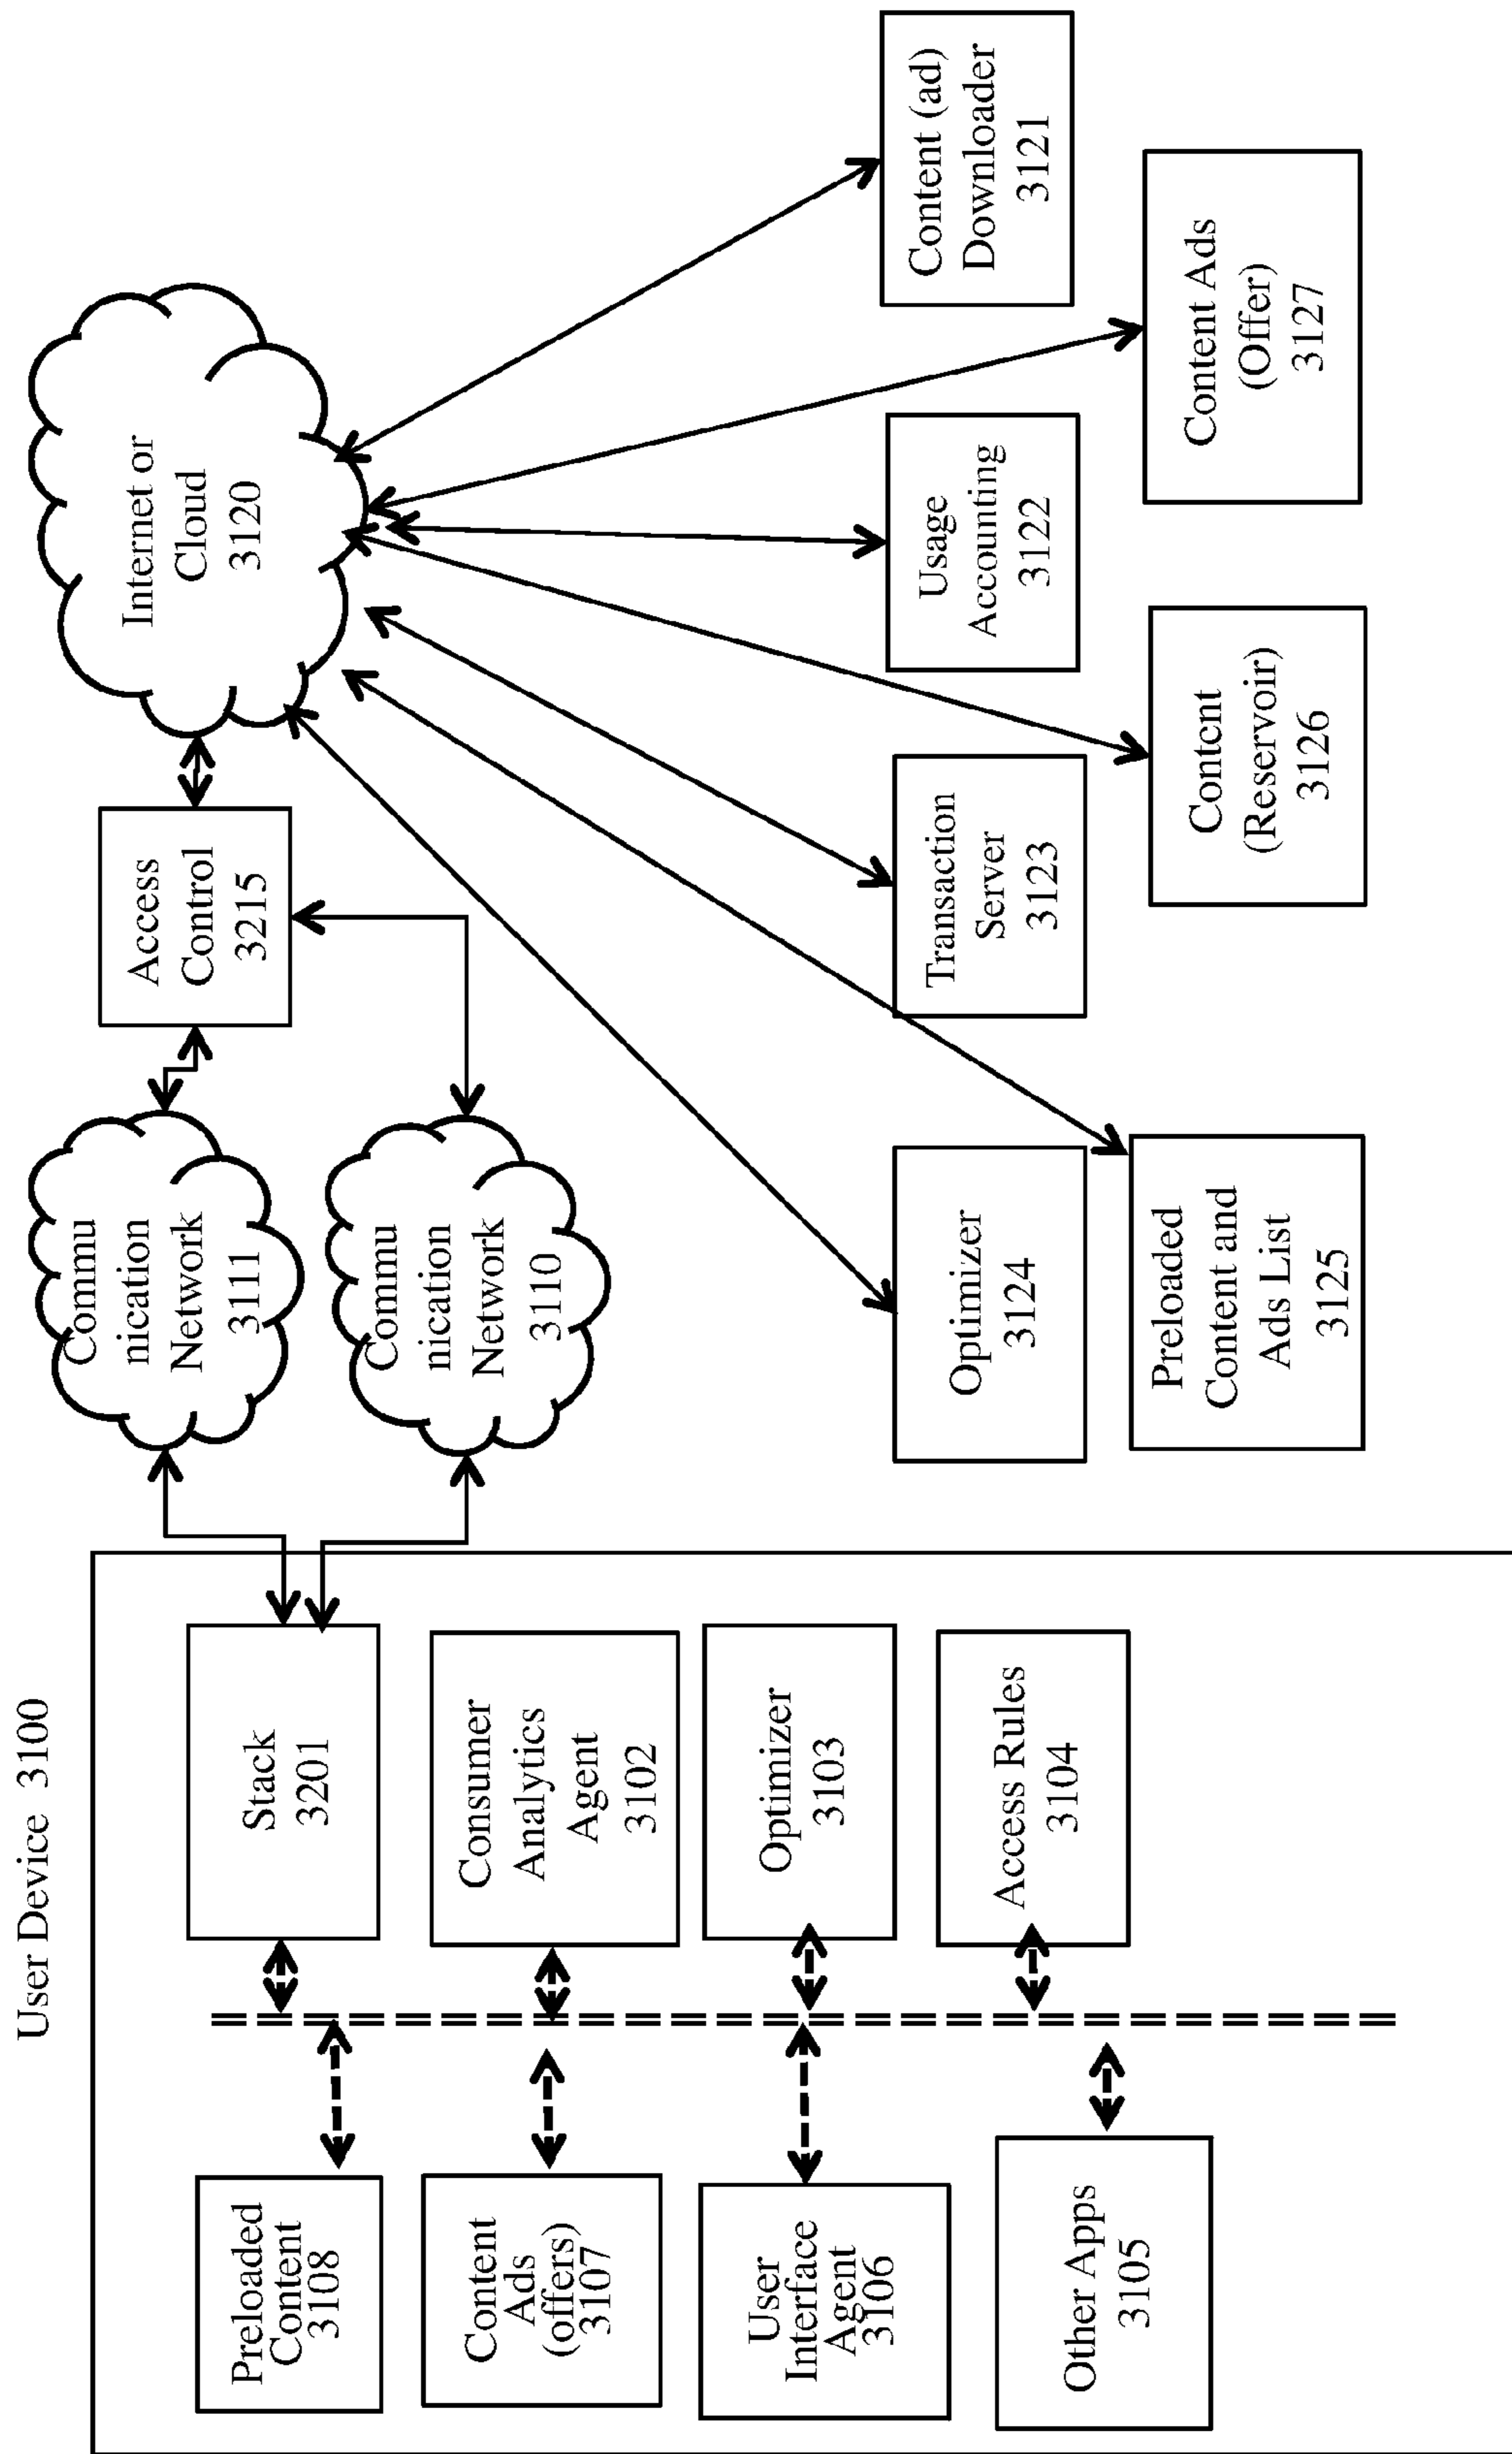 User Device 3100
Preloaded
Content
3108
Content
Ads
(offers)
3107
User
Interface
Agent
3106
Other Apps
3105
Stack
3201
Consumer
Analytics
Agent
3102
Optimizer
3103
Access Rules
3104
Commu
nication
Network
3111
Commu
nication
Network
3110
Access
Control
3215
Internet or
Cloud
3120
Optimizer
3124
Preloaded
Content and
Ads List
3125
Transaction
Server
3123
Content
(Reservoir)
3126
Usage
Accounting
3122
Content Ads
(Offer)
3127
Content (ad)
Downloader
3121